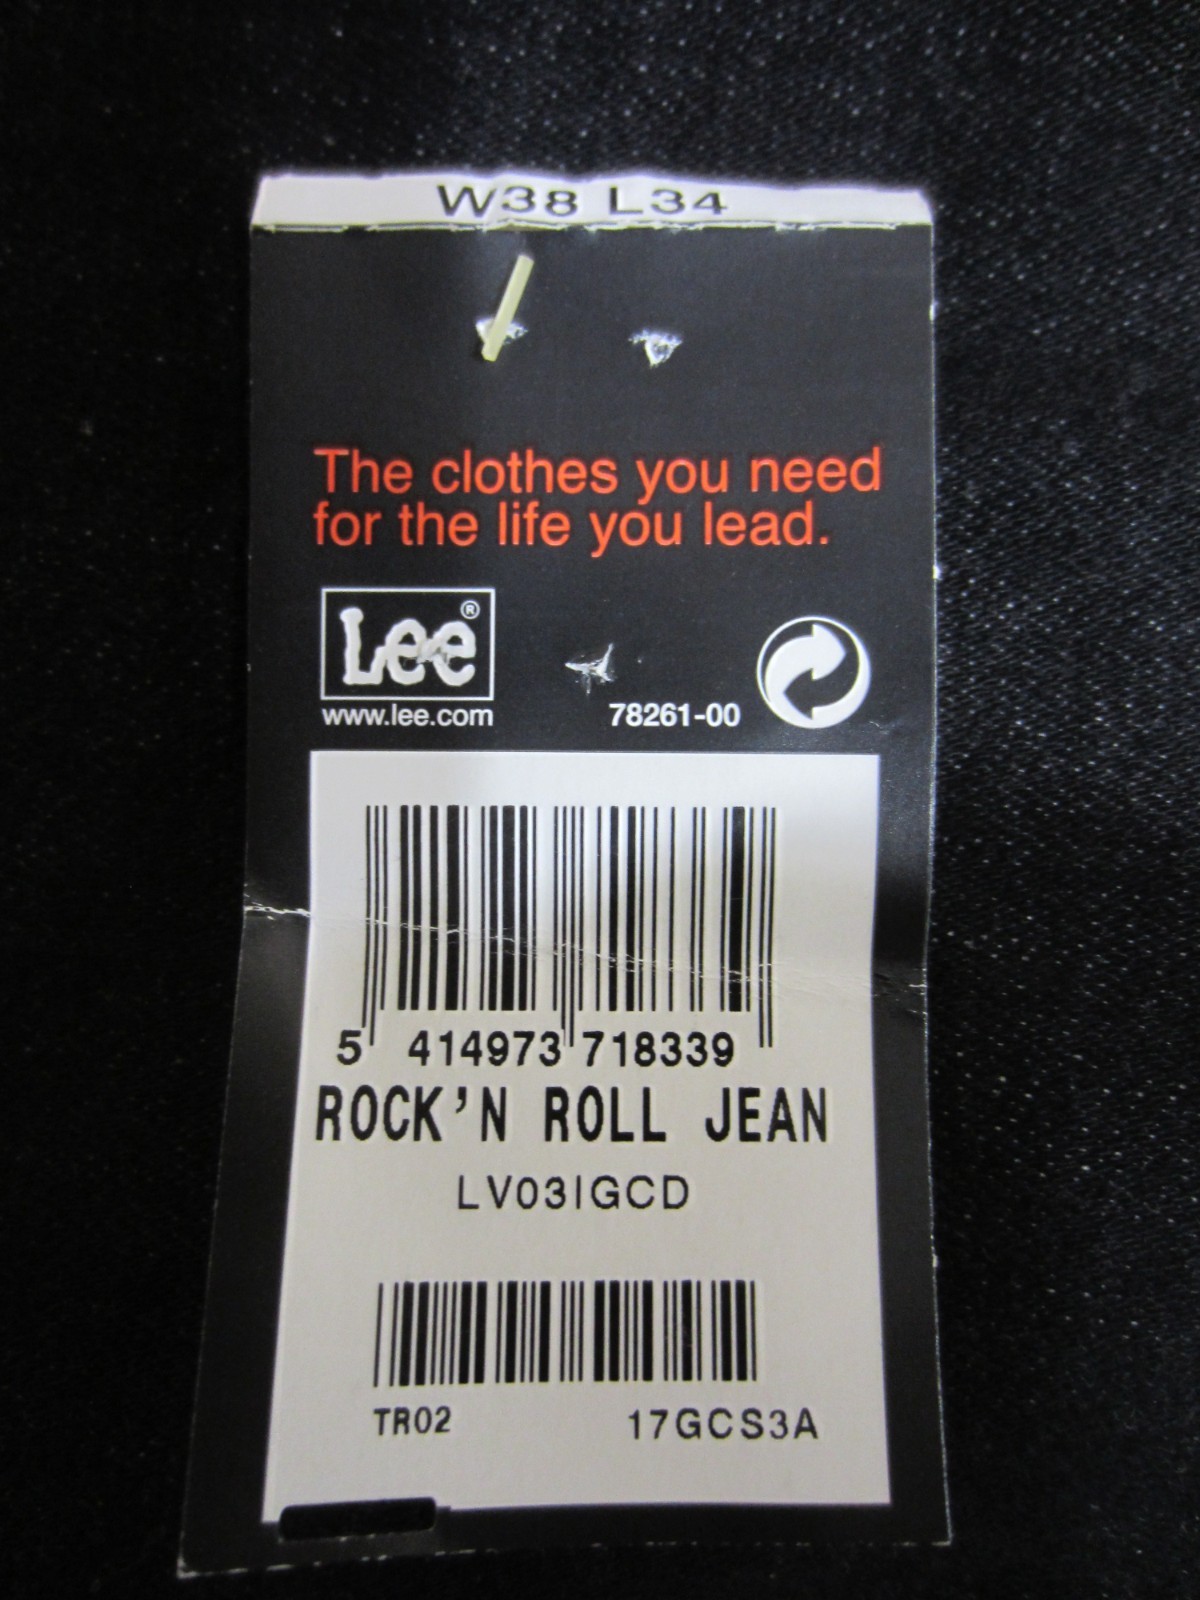 W38 L34
The clothes you need
for the life you lead.
Lee®
www.lee.com
78261-00
5 414973 718339
ROCK'N ROLL JEAN
LV03IGCD
TR02 17GCS3A